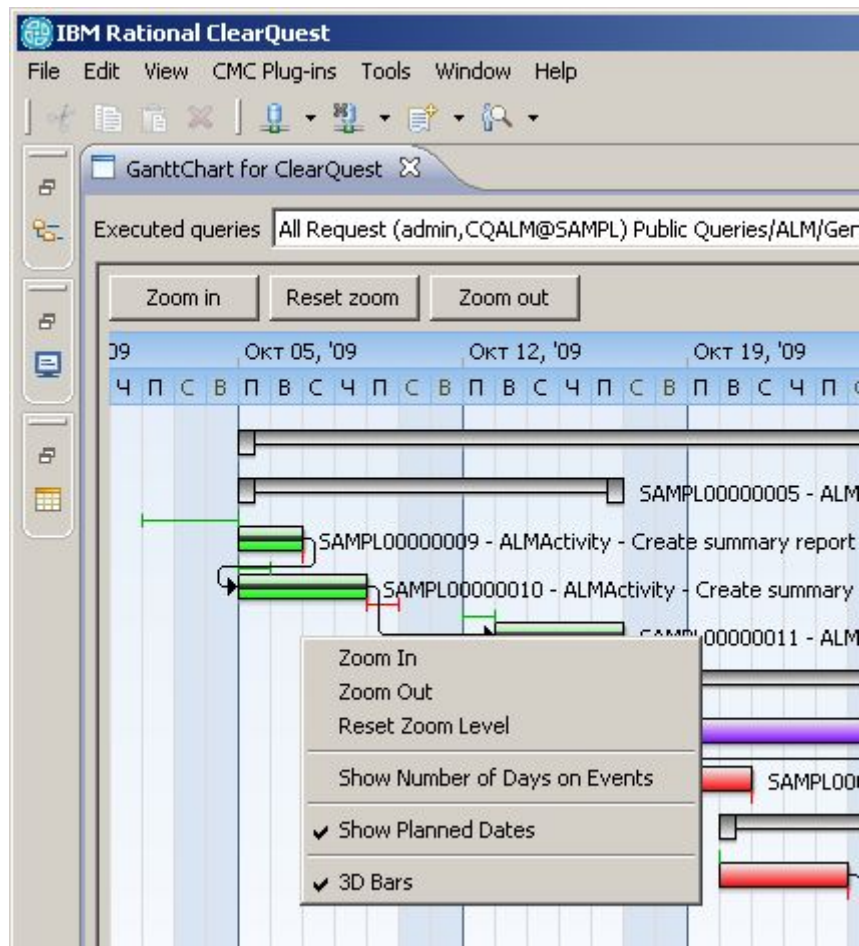 IBM Rational ClearQuest
File Edit View CMC Plug-ins Tools Window Help
GanttChart for ClearQuest
Executed queries All Request (admin,CQALM@SAMPL) Public Queries/ALM/Ger
Zoom in Reset zoom Zoom out
09 Окт 05, '09 Окт 12, '09 Окт 19, '09
Ч П С В П В С Ч П С В П В С Ч П С В П В С Ч П С
SAMPL00000005 - ALM
SAMPL00000009 - ALMActivity - Create summary report
SAMPL00000010 - ALMActivity - Create summary
SAMPL00000011 - ALM
Zoom In
Zoom Out
Reset Zoom Level
Show Number of Days on Events
SAMPL00
Show Planned Dates
3D Bars